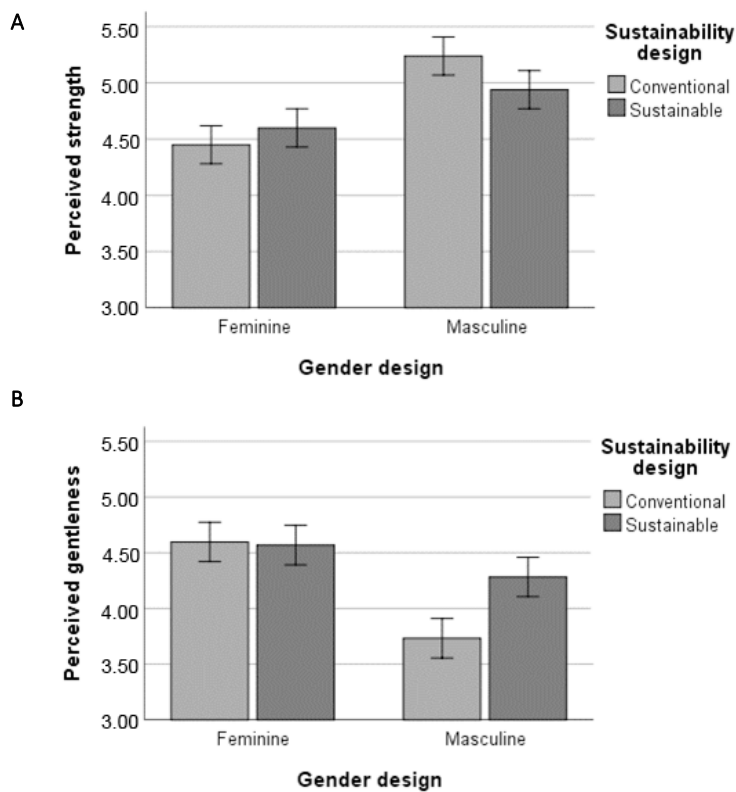 A
5.50
5.00
4.50
4.00
3.50
3.00
Perceived strength
Feminine
Masculine
Gender design
Sustainability
design
Conventional
Sustainable
B
5.50
5.00
4.50
4.00
3.50
3.00
Perceived gentleness
Feminine
Masculine
Gender design
Sustainability
design
Conventional
Sustainable